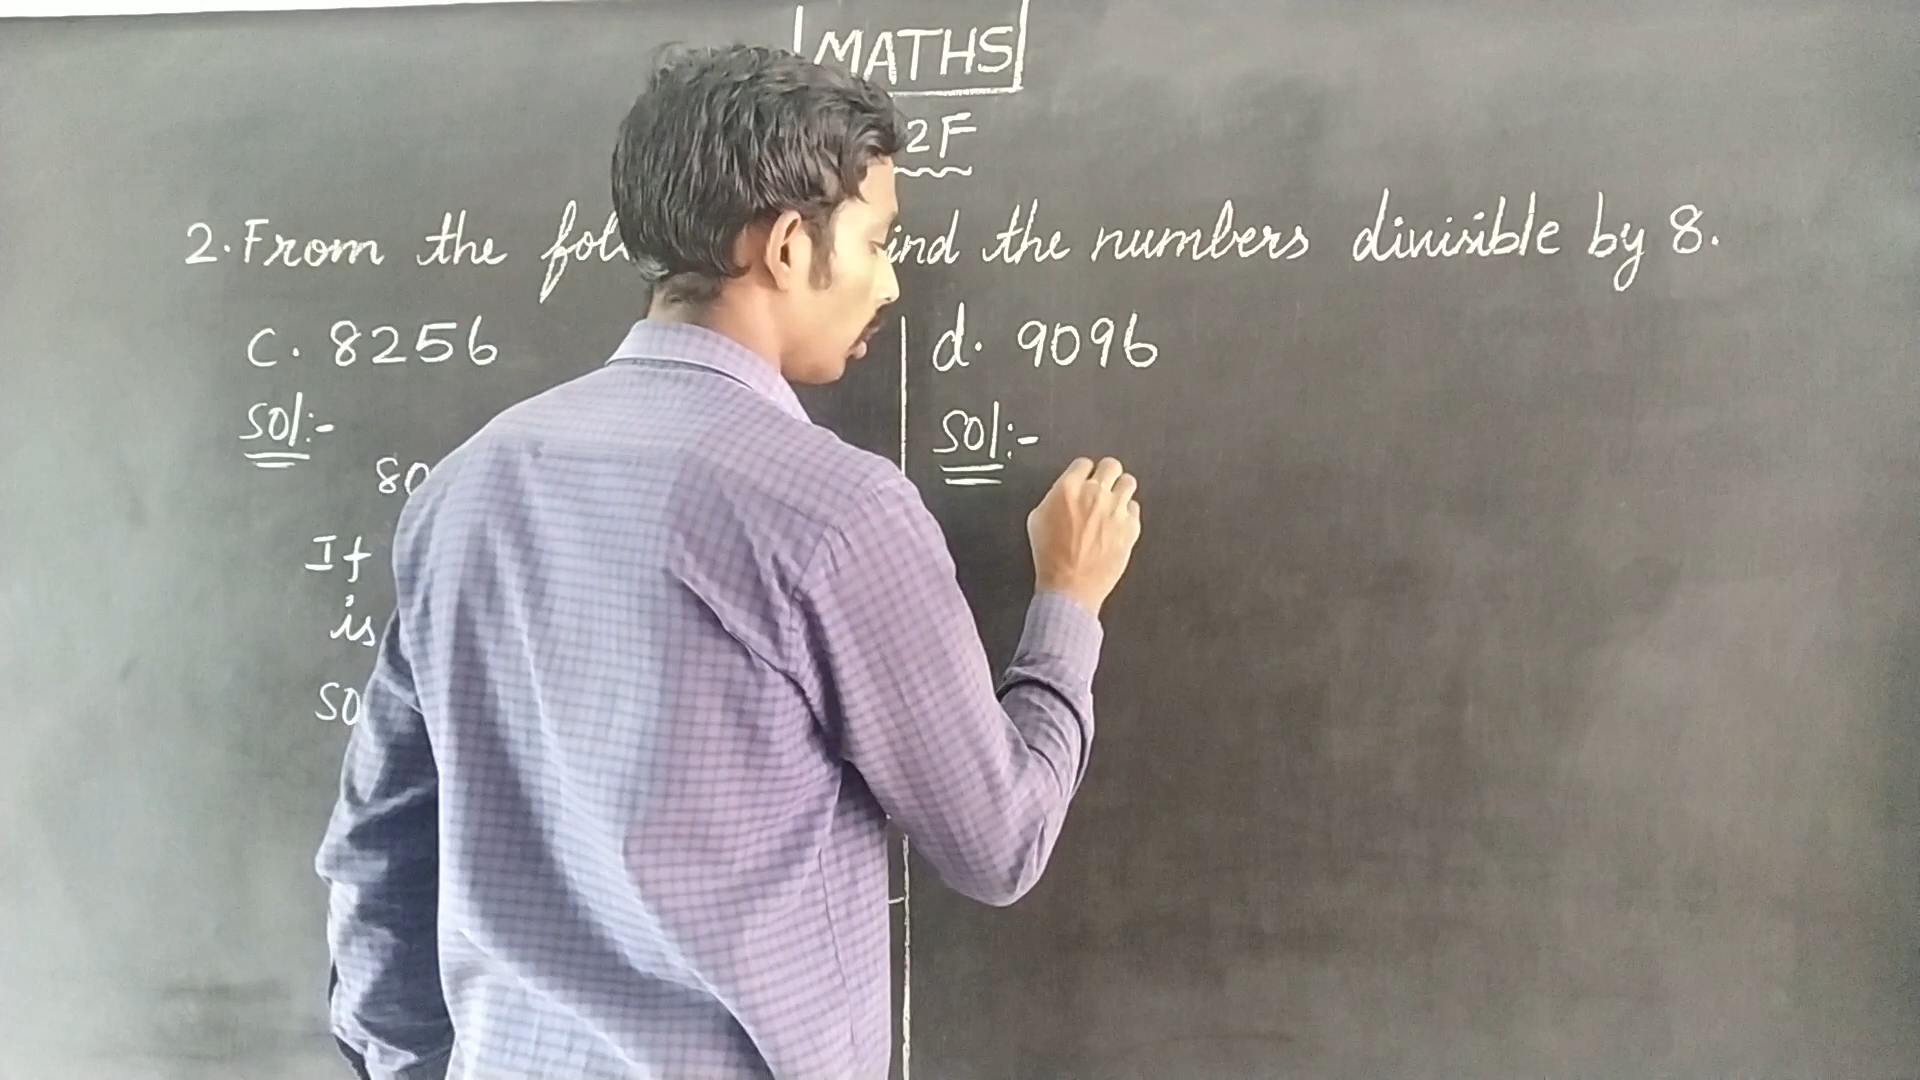 MATHS
2F
2. From the fol ind the numbers divisible by 8.
c. 8256
Sol:-
80
If
is
so
d. 9096
Sol:-